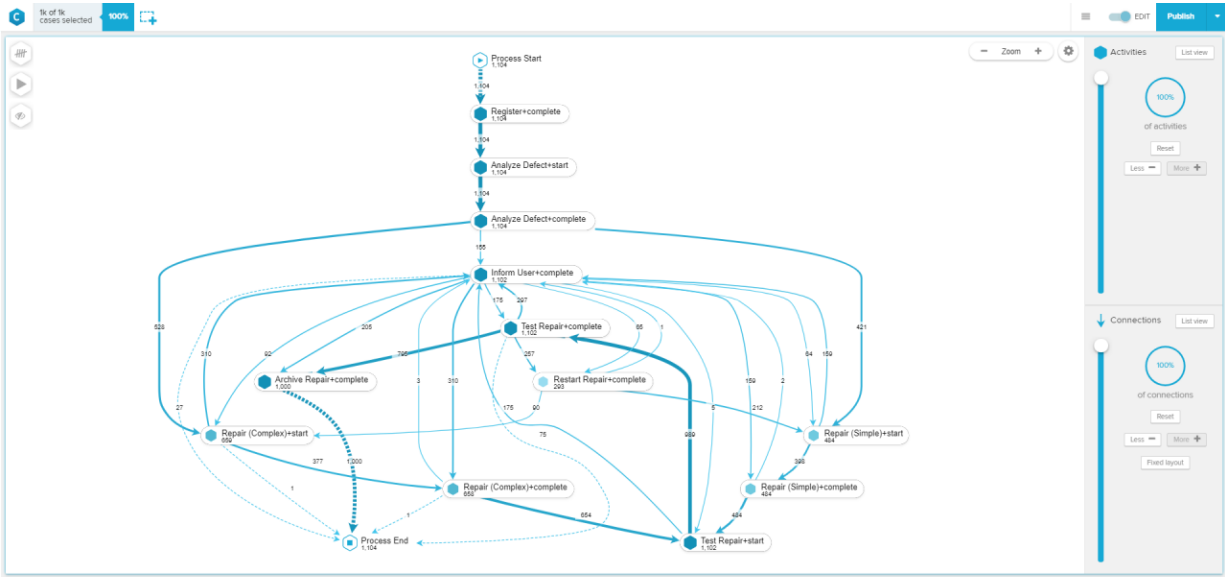 C
1k of 1k
cases selected
100%
EDIT
Publish
Zoom
Process Start
1,104
1,104
Register+complete
1,104
1,104
Analyze Defect+start
1,104
1,104
Analyze Defect+complete
1,104
Inform User+complete
1,102
175
Test Repair+complete
1,102
628
310
92
205
65
1
64
159
421
257
Archive Repair+complete
1,000
3
310
Restart Repair+complete
293
159
2
27
175
90
5
212
75
989
Repair (Complex)+start
669
Repair (Simple)+start
484
377
1,000
398
1
Repair (Complex)+complete
658
Repair (Simple)+complete
484
1
654
484
Process End
1,104
Test Repair+start
1,102
Activities
List view
100%
of activities
Reset
Less
More
Connections
List view
100%
of connections
Reset
Less
More
Fixed layout